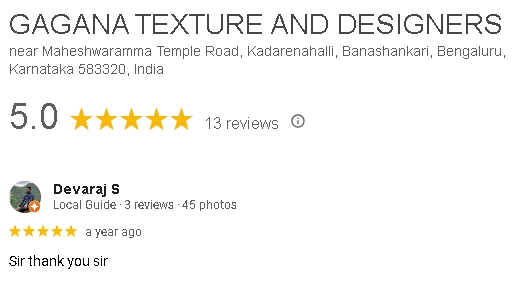 GAGANA TEXTURE AND DESIGNERS
near Maheshwaramma Temple Road, Kadarenahalli, Banashankari, Bengaluru,
Karnataka 583320, India
5.0 13 reviews
Devaraj S
Local Guide · 3 reviews · 45 photos
a year ago
Sir thank you sir